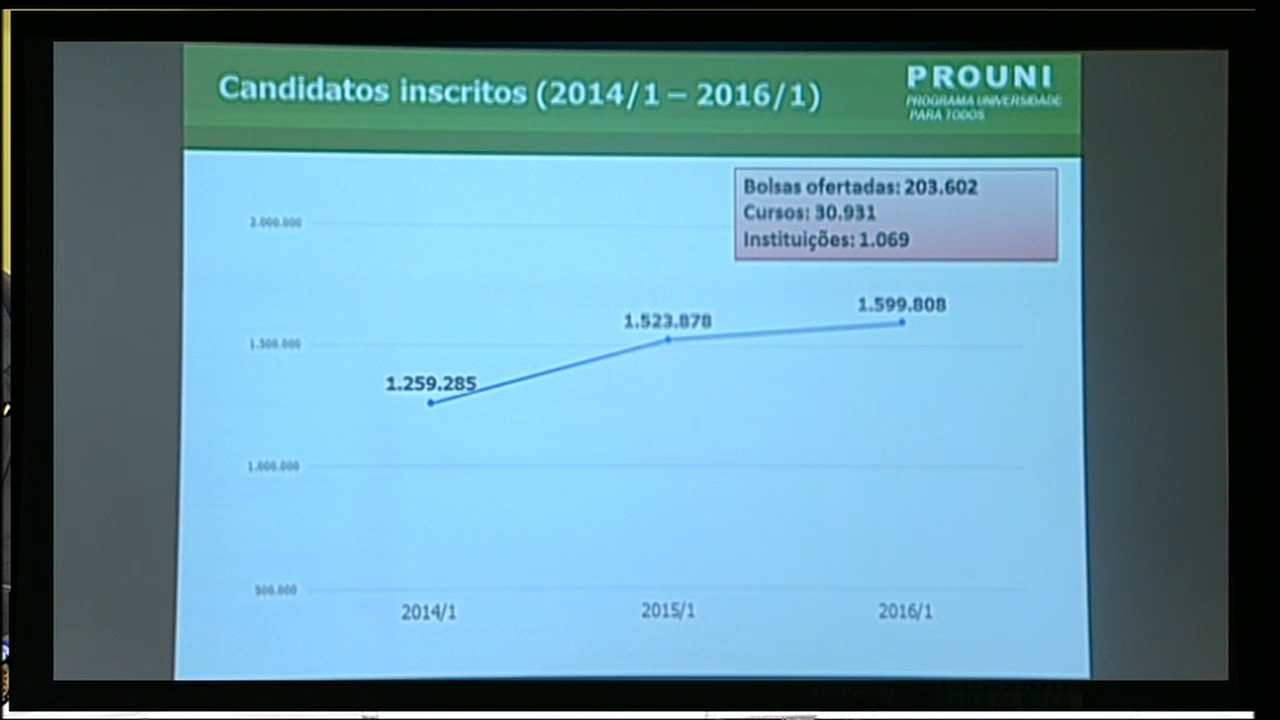 Candidatos inscritos (2014/1 – 2016/1)
PROUNI
PROGRAMA UNIVERSIDADE
PARA TODOS
Bolsas ofertadas: 203.602
Cursos: 30.931
Instituições: 1.069
2.000.000
1.500.000
1.000.000
500.000
1.259.285
1.523.878
1.599.808
2014/1
2015/1
2016/1